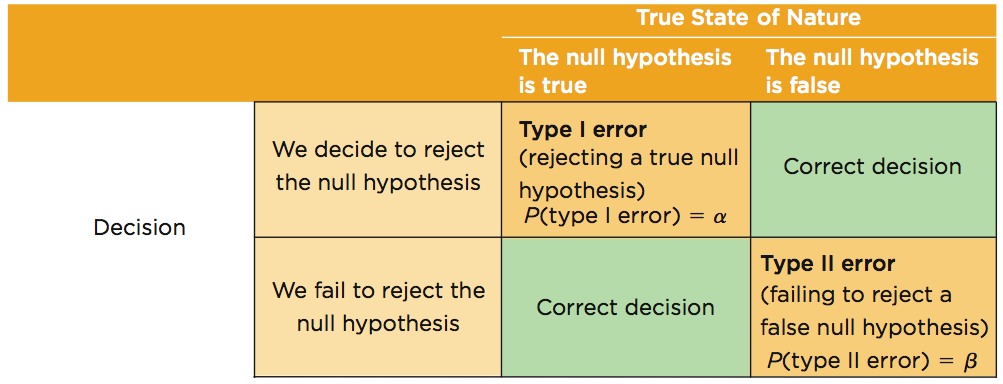 True State of Nature
The null hypothesis
is true
The null hypothesis
is false
Decision
We decide to reject
the null hypothesis
Type I error
(rejecting a true null
hypothesis)
P(type I error) = α
Correct decision
We fail to reject the
null hypothesis
Correct decision
Type II error
(failing to reject a
false null hypothesis)
P(type II error) = β